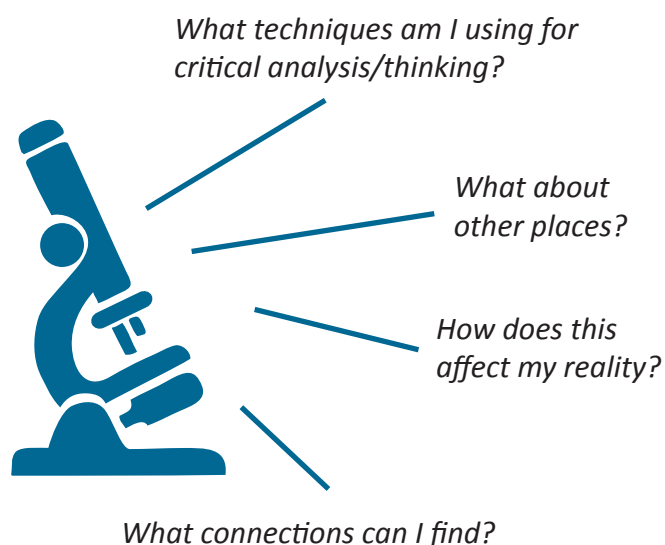 What techniques am I using for
critical analysis/thinking?
What about
other places?
How does this
affect my reality?
What connections can I find?